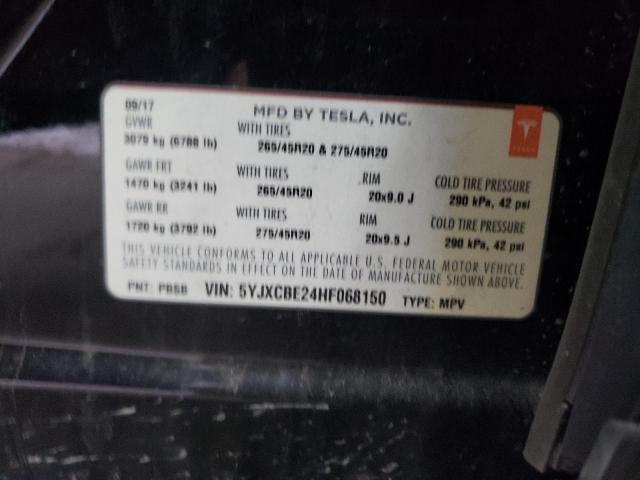 09/17 MFD BY TESLA, INC.
GVWR WITH TIRES
3079 kg (6788 lb) 265/45R20 & 275/45R20
GAWR FRT WITH TIRES RIM COLD TIRE PRESSURE
1470 kg (3241 lb) 265/45R20 20x9.0 J 290 kPa, 42 psi
GAWR RR WITH TIRES RIM COLD TIRE PRESSURE
1720 kg (3792 lb) 275/45R20 20x9.5 J 290 kPa, 42 psi
THIS VEHICLE CONFORMS TO ALL APPLICABLE U.S. FEDERAL MOTOR VEHICLE
SAFETY STANDARDS IN EFFECT ON THE DATE OF MANUFACTURE SHOWN ABOVE.
PNT: PBSB VIN: 5YJXCBE24HF068150 TYPE: MPV
TESLA